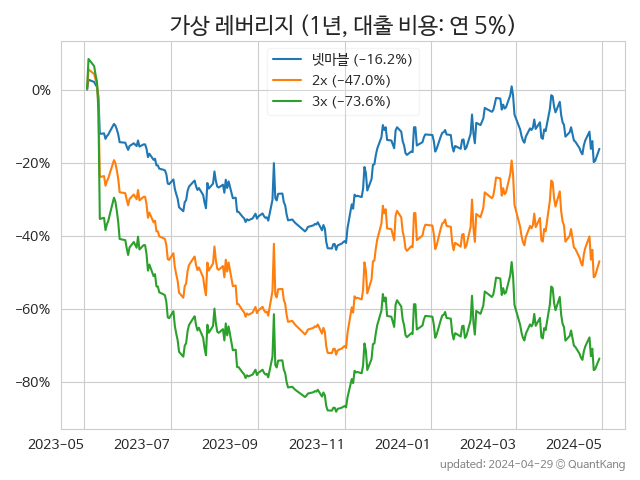 가상 레버리지 (1년, 대출 비용: 연 5%)
넷마블 (−16.2%)
2x (−47.0%)
3x (−73.6%)
0%
−20%
−40%
−60%
−80%
2023-05 2023-07 2023-09 2023-11 2024-01 2024-03 2024-05
updated: 2024-04-29 © QuantKang